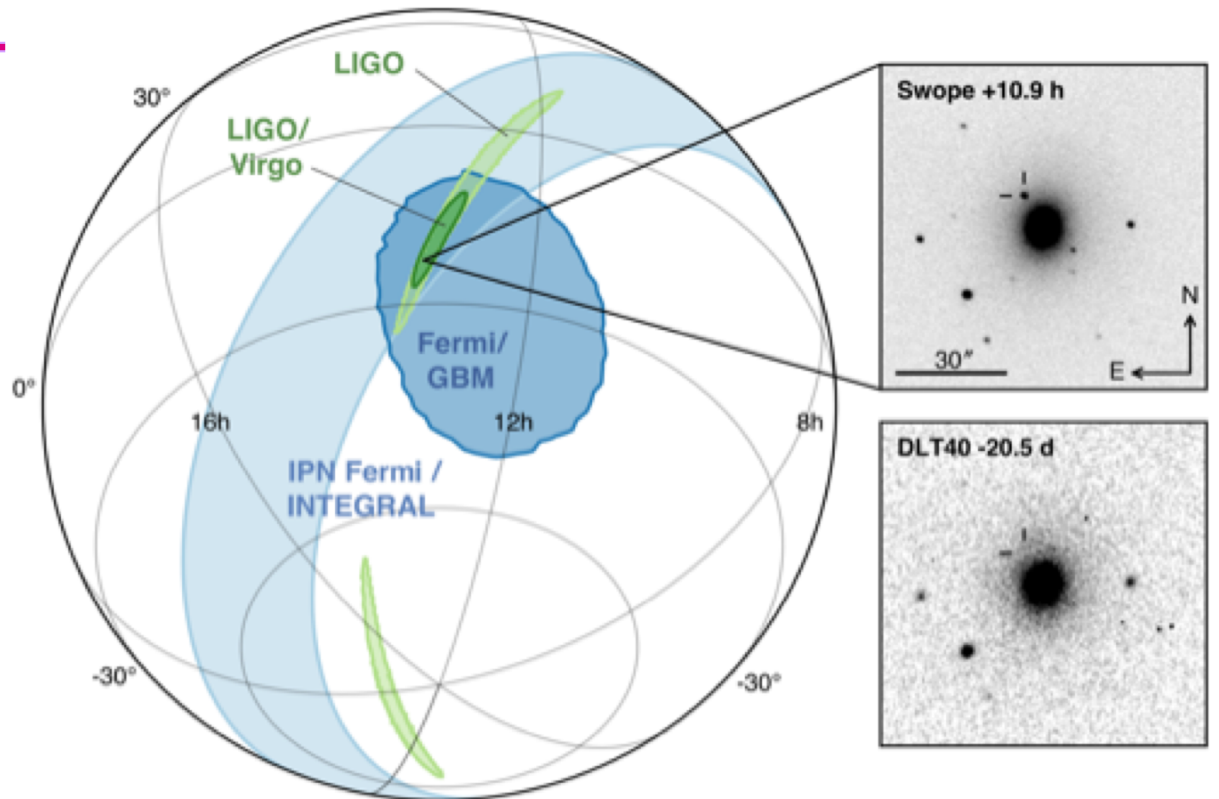 LIGO
30°
LIGO/
Virgo
Fermi/
GBM
0°
16h
12h
8h
IPN Fermi /
INTEGRAL
-30°
-30°
Swope +10.9 h
N
30″
E
DLT40 -20.5 d